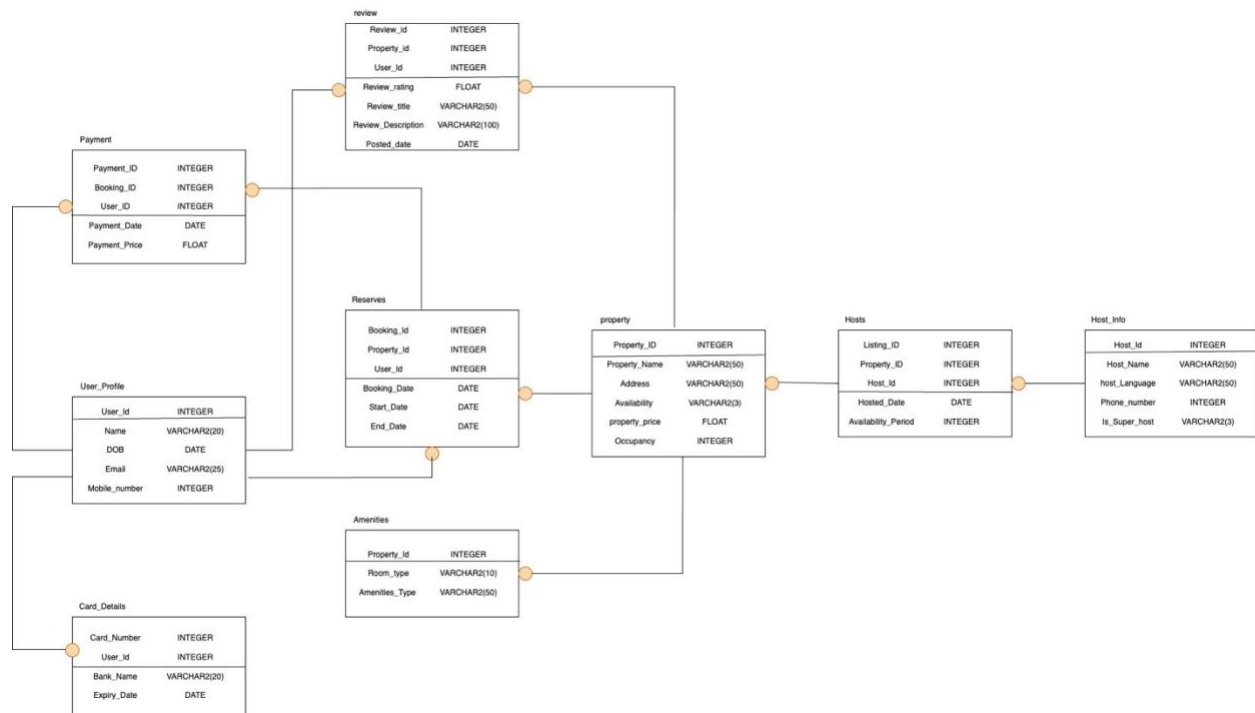 review
Review_id INTEGER
Property_id INTEGER
User_Id INTEGER
Review_rating FLOAT
Review_title VARCHAR2(50)
Review_Description VARCHAR2(100)
Posted_date DATE
Payment
Payment_ID INTEGER
Booking_ID INTEGER
User_ID INTEGER
Payment_Date DATE
Payment_Price FLOAT
Reserves
Booking_Id INTEGER
Property_Id INTEGER
User_Id INTEGER
Booking_Date DATE
Start_Date DATE
End_Date DATE
property
Property_ID INTEGER
Property_Name VARCHAR2(50)
Address VARCHAR2(50)
Availability VARCHAR2(3)
property_price FLOAT
Occupancy INTEGER
Hosts
Listing_ID INTEGER
Property_ID INTEGER
Host_Id INTEGER
Hosted_Date DATE
Availability_Period INTEGER
Host_Info
Host_Id INTEGER
Host_Name VARCHAR2(50)
host_Language VARCHAR2(50)
Phone_number INTEGER
Is_Super_host VARCHAR2(3)
User_Profile
User_Id INTEGER
Name VARCHAR2(20)
DOB DATE
Email VARCHAR2(25)
Mobile_number INTEGER
Amenities
Property_Id INTEGER
Room_type VARCHAR2(10)
Amenities_Type VARCHAR2(50)
Card_Details
Card_Number INTEGER
User_Id INTEGER
Bank_Name VARCHAR2(20)
Expiry_Date DATE